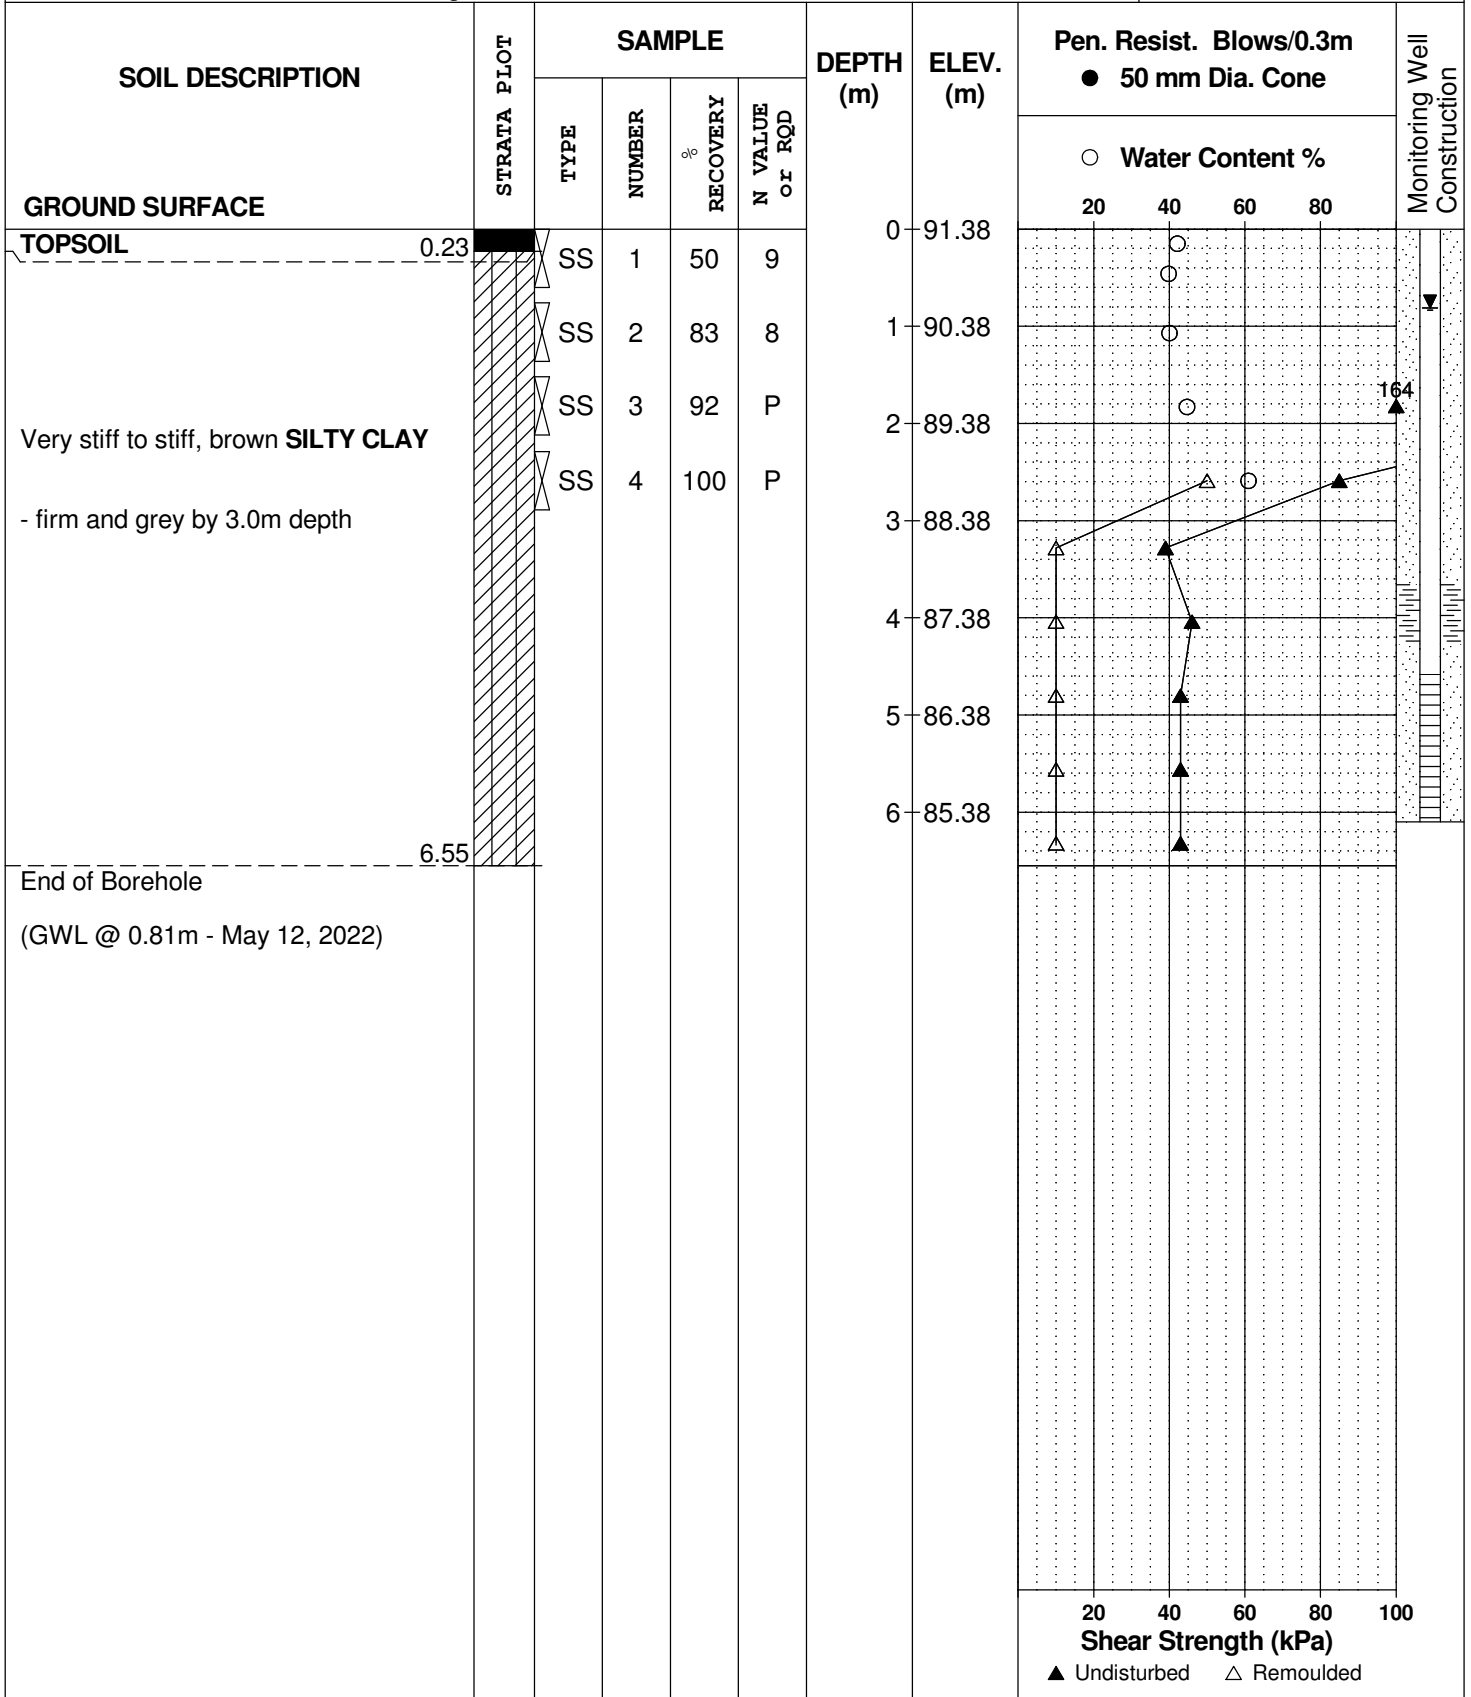 SOIL DESCRIPTION
GROUND SURFACE
STRATA PLOT
SAMPLE
TYPE
NUMBER
% RECOVERY
N VALUE or RQD
DEPTH (m)
ELEV. (m)
Pen. Resist. Blows/0.3m
● 50 mm Dia. Cone
○ Water Content %
20 40 60 80
Monitoring Well Construction
TOPSOIL 0.23
SS 1 50 9
0 91.38
SS 2 83 8
1 90.38
SS 3 92 P
164
2 89.38
Very stiff to stiff, brown SILTY CLAY
SS 4 100 P
- firm and grey by 3.0m depth
3 88.38
4 87.38
5 86.38
6 85.38
6.55
End of Borehole
(GWL @ 0.81m - May 12, 2022)
20 40 60 80 100
Shear Strength (kPa)
▲ Undisturbed △ Remoulded